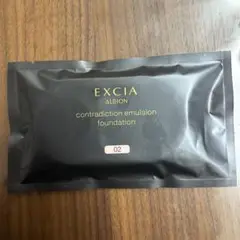 EXCIA
ALBION
contradiction emulsion
foundation
02